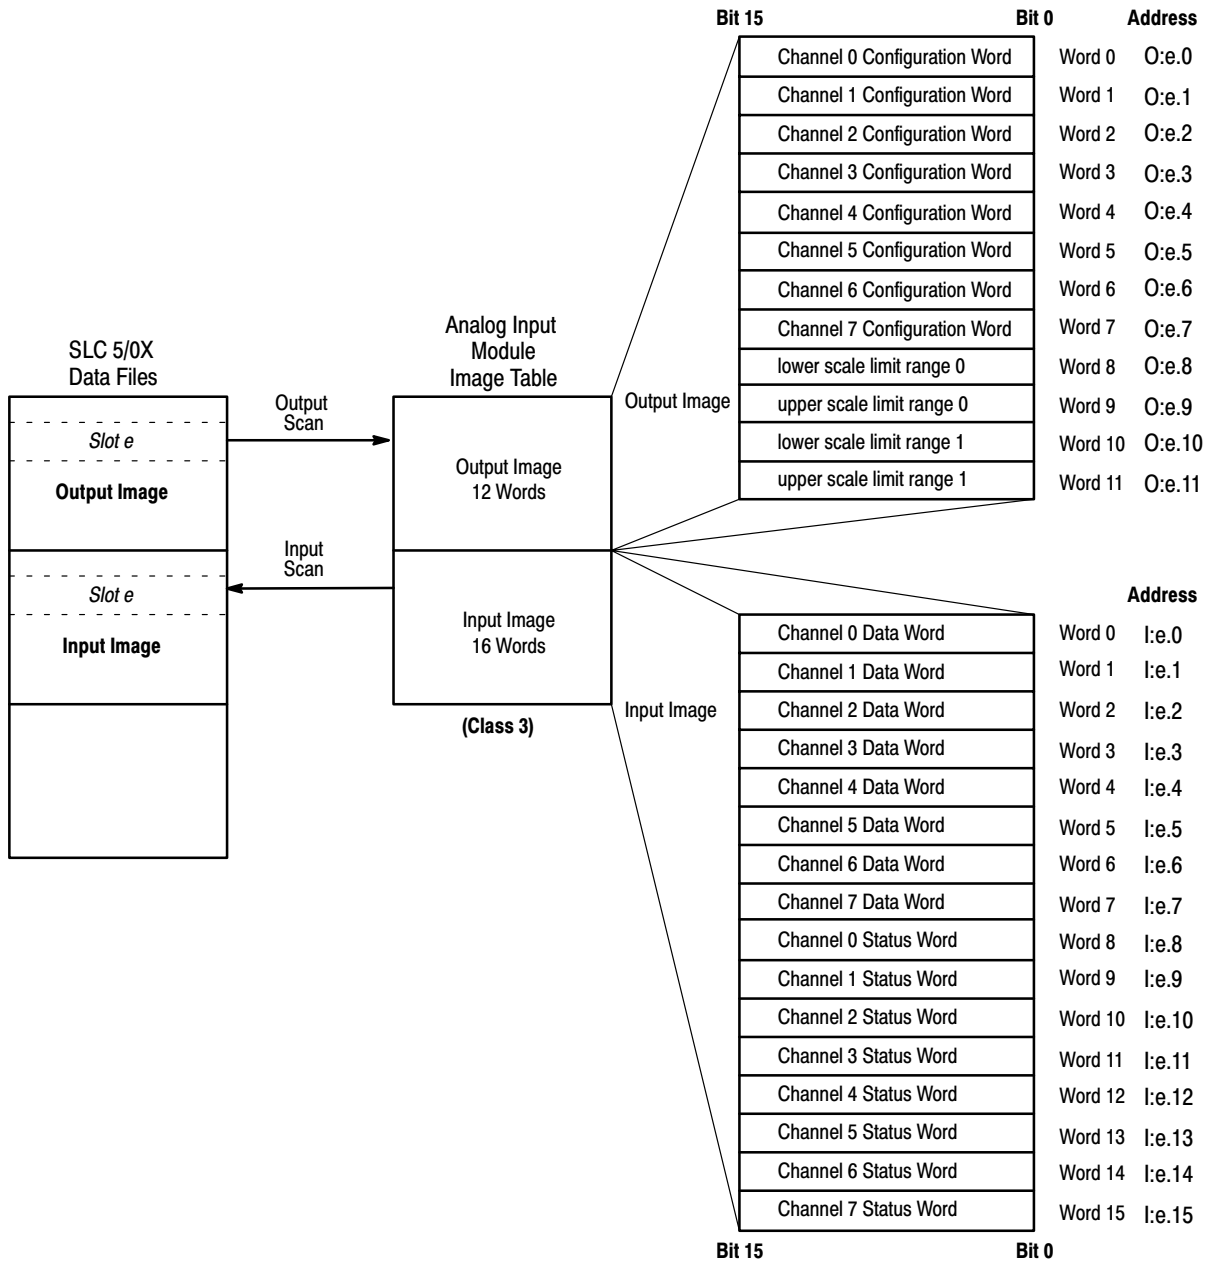 Bit 15 Bit 0 Address
Channel 0 Configuration Word Word 0 O:e.0
Channel 1 Configuration Word Word 1 O:e.1
Channel 2 Configuration Word Word 2 O:e.2
Channel 3 Configuration Word Word 3 O:e.3
Channel 4 Configuration Word Word 4 O:e.4
Channel 5 Configuration Word Word 5 O:e.5
Channel 6 Configuration Word Word 6 O:e.6
Channel 7 Configuration Word Word 7 O:e.7
lower scale limit range 0 Word 8 O:e.8
upper scale limit range 0 Word 9 O:e.9
lower scale limit range 1 Word 10 O:e.10
upper scale limit range 1 Word 11 O:e.11
SLC 5/0X
Data Files
Slot e
Output Image
Slot e
Input Image
Output
Scan
Input
Scan
Analog Input
Module
Image Table
Output Image
12 Words
Input Image
16 Words
(Class 3)
Output Image
Input Image
Address
Channel 0 Data Word Word 0 I:e.0
Channel 1 Data Word Word 1 I:e.1
Channel 2 Data Word Word 2 I:e.2
Channel 3 Data Word Word 3 I:e.3
Channel 4 Data Word Word 4 I:e.4
Channel 5 Data Word Word 5 I:e.5
Channel 6 Data Word Word 6 I:e.6
Channel 7 Data Word Word 7 I:e.7
Channel 0 Status Word Word 8 I:e.8
Channel 1 Status Word Word 9 I:e.9
Channel 2 Status Word Word 10 I:e.10
Channel 3 Status Word Word 11 I:e.11
Channel 4 Status Word Word 12 I:e.12
Channel 5 Status Word Word 13 I:e.13
Channel 6 Status Word Word 14 I:e.14
Channel 7 Status Word Word 15 I:e.15
Bit 15 Bit 0